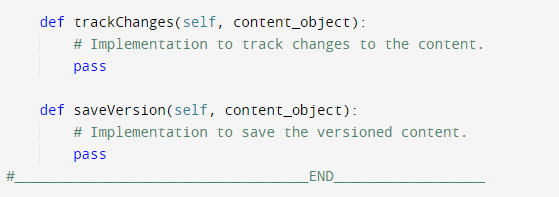 def trackChanges(self, content_object):
# Implementation to track changes to the content.
pass
def saveVersion(self, content_object):
# Implementation to save the versioned content.
pass
#___________________________________END__________________